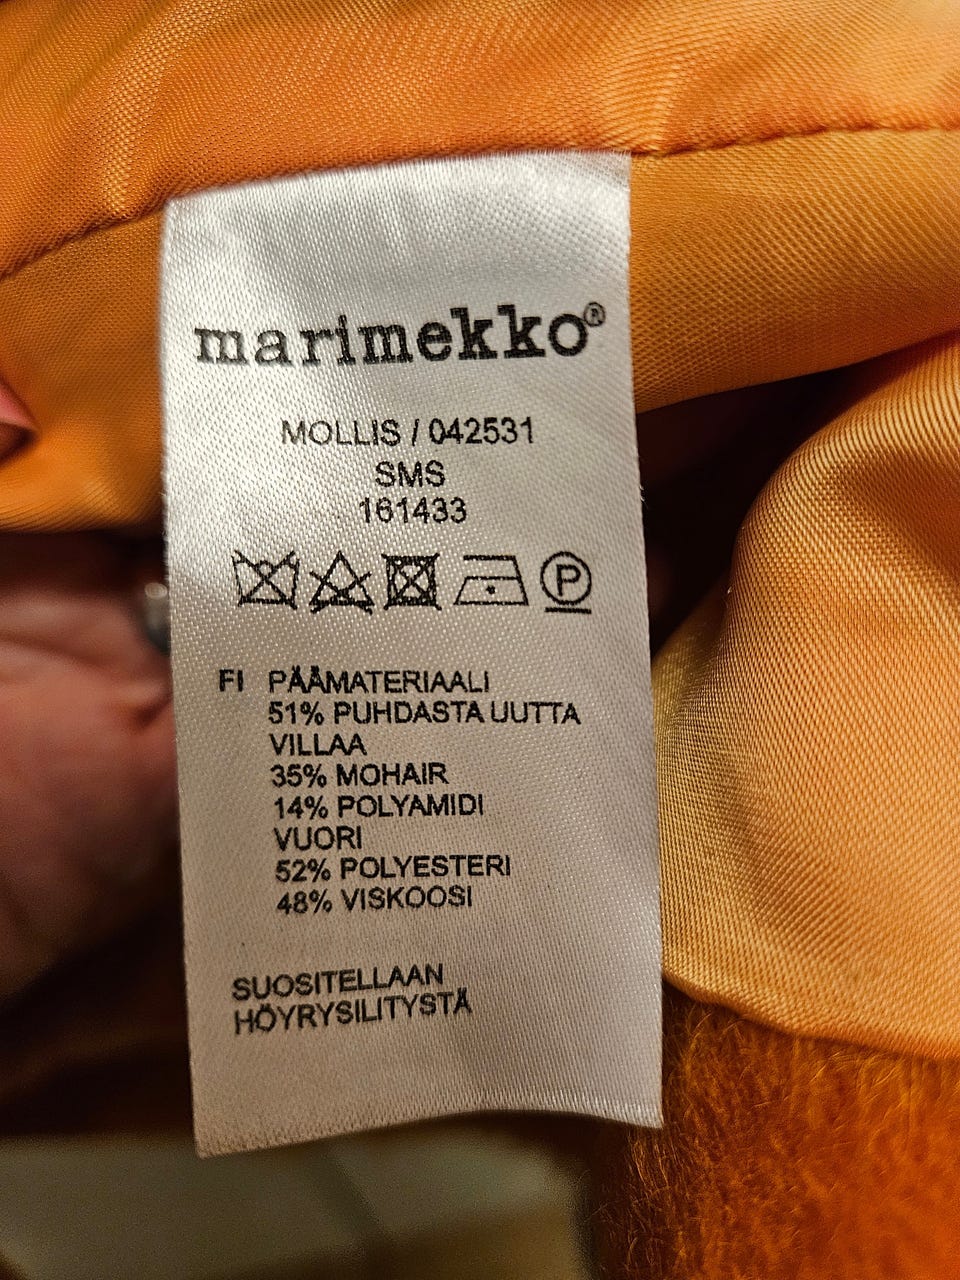 marimekko®
MOLLIS / 042531
SMS
161433
P
FI PÄÄMATERIAALI
51% PUHDASTA UUTTA
VILLAA
35% MOHAIR
14% POLYAMIDI
VUORI
52% POLYESTERI
48% VISKOOSI
SUOSITELLAAN
HÖYRYSILITYSTÄ